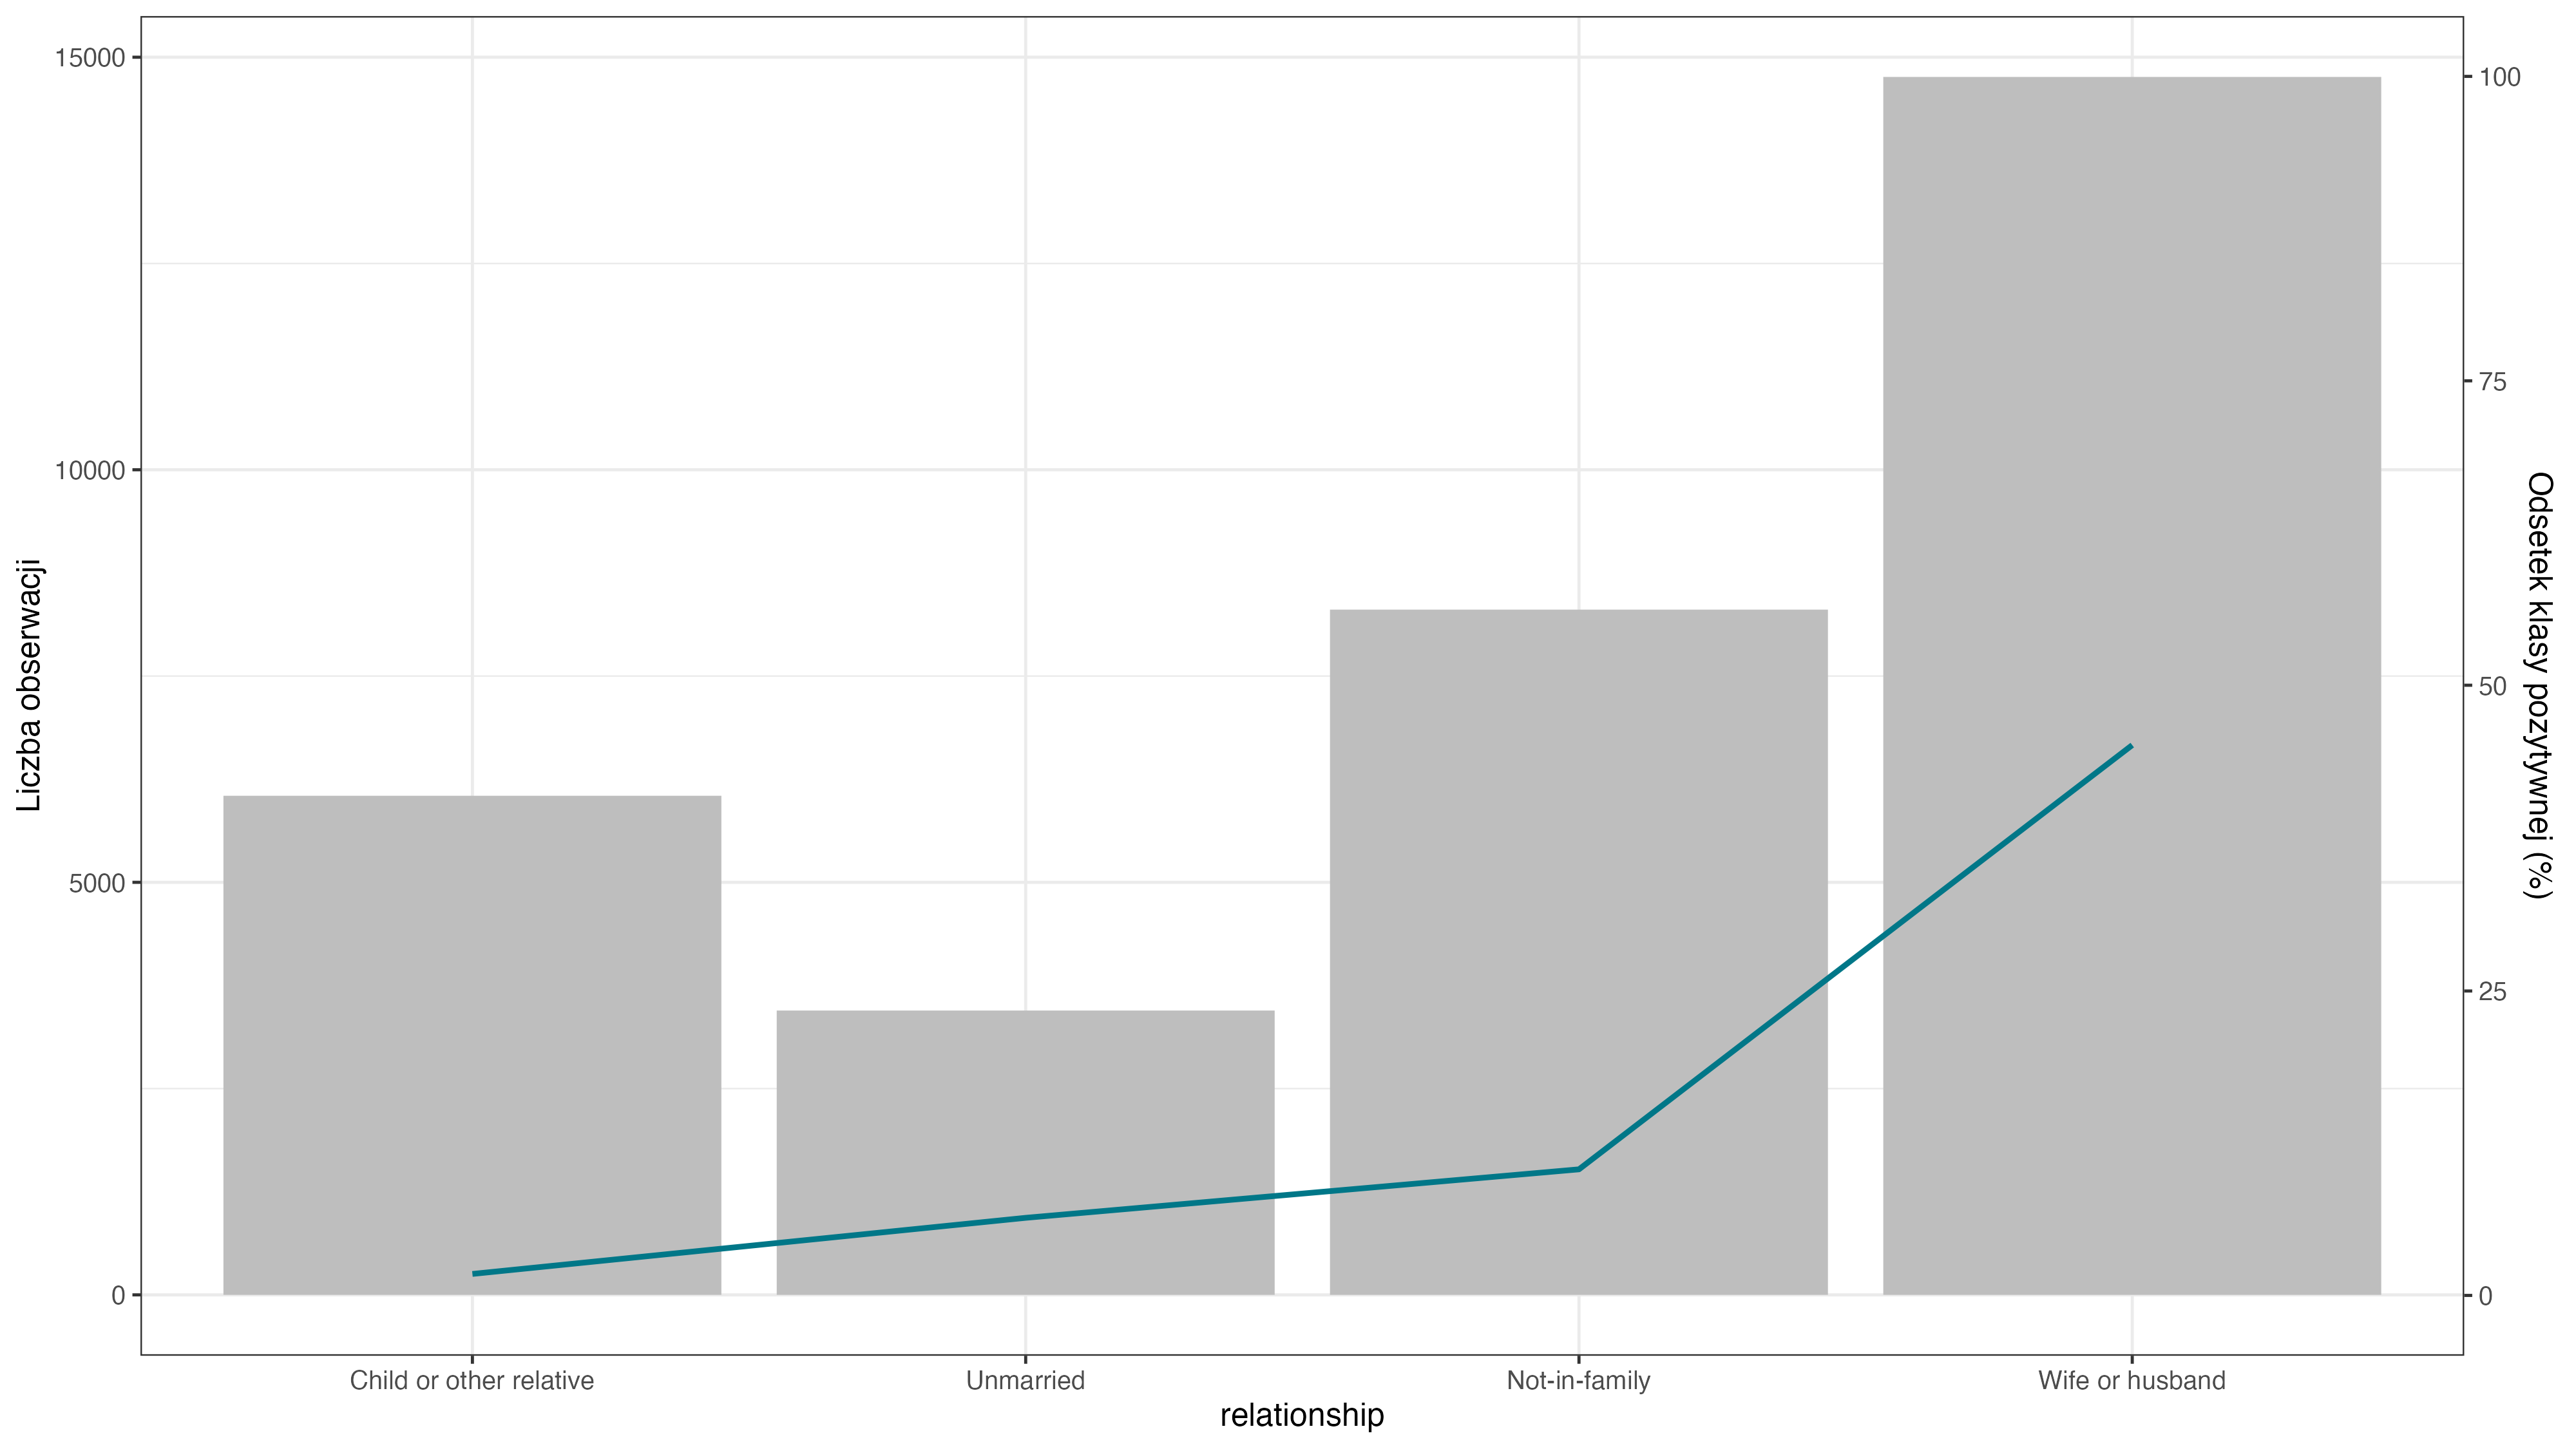 15000
10000
5000
0
Liczba obserwacji
100
75
50
25
0
Odsetek klasy pozytywnej (%)
Child or other relative
Unmarried
Not-in-family
Wife or husband
relationship